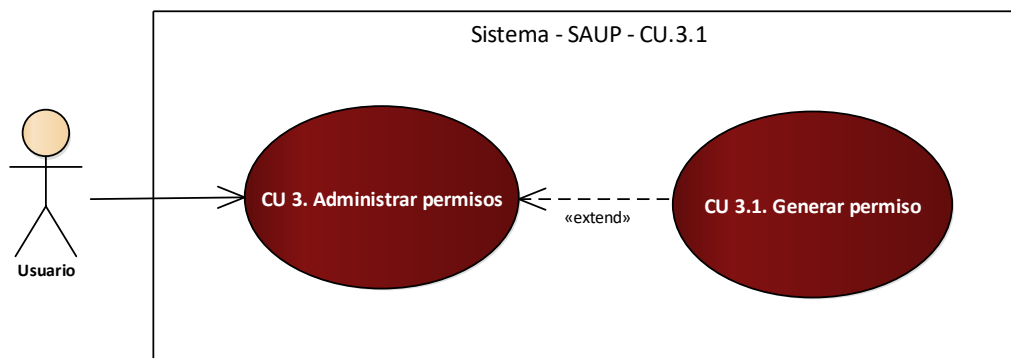 Sistema - SAUP - CU.3.1
CU 3. Administrar permisos
«extend»
CU 3.1. Generar permiso
Usuario